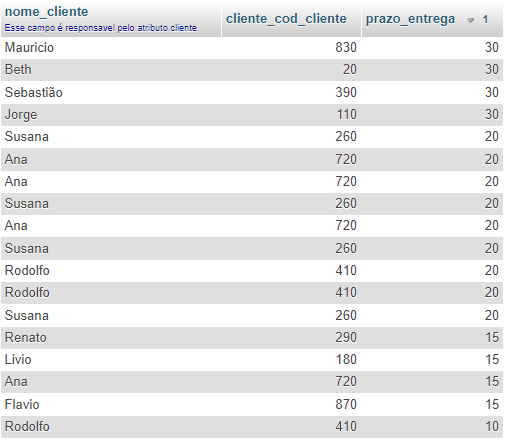 nome_cliente cliente_cod_cliente prazo_entrega 1
Esse campo é responsavel pelo atributo cliente
Mauricio 830 30
Beth 20 30
Sebastião 390 30
Jorge 110 30
Susana 260 20
Ana 720 20
Ana 720 20
Susana 260 20
Ana 720 20
Susana 260 20
Rodolfo 410 20
Rodolfo 410 20
Susana 260 20
Renato 290 15
Livio 180 15
Ana 720 15
Flavio 870 15
Rodolfo 410 10